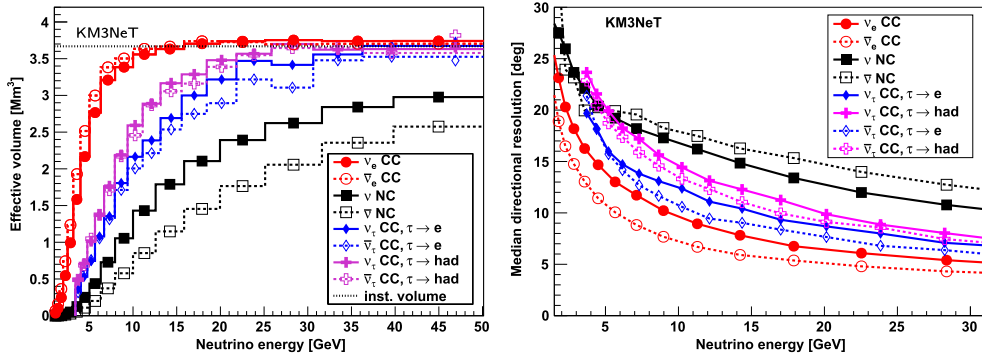 KM3NeT
Effective volume [Mm³]
4
3.5
3
2.5
2
1.5
1
0.5
0
5 10 15 20 25 30 35 40 45 50
Neutrino energy [GeV]
νe CC
ν̅e CC
ν NC
ν̅ NC
ντ CC, τ → e
ν̅τ CC, τ → e
ντ CC, τ → had
ν̅τ CC, τ → had
inst. volume
KM3NeT
Median directional resolution [deg]
30
25
20
15
10
5
0
5 10 15 20 25 30
Neutrino energy [GeV]
νe CC
ν̅e CC
ν NC
ν̅ NC
ντ CC, τ → e
ν̅τ CC, τ → e
ντ CC, τ → had
ν̅τ CC, τ → had